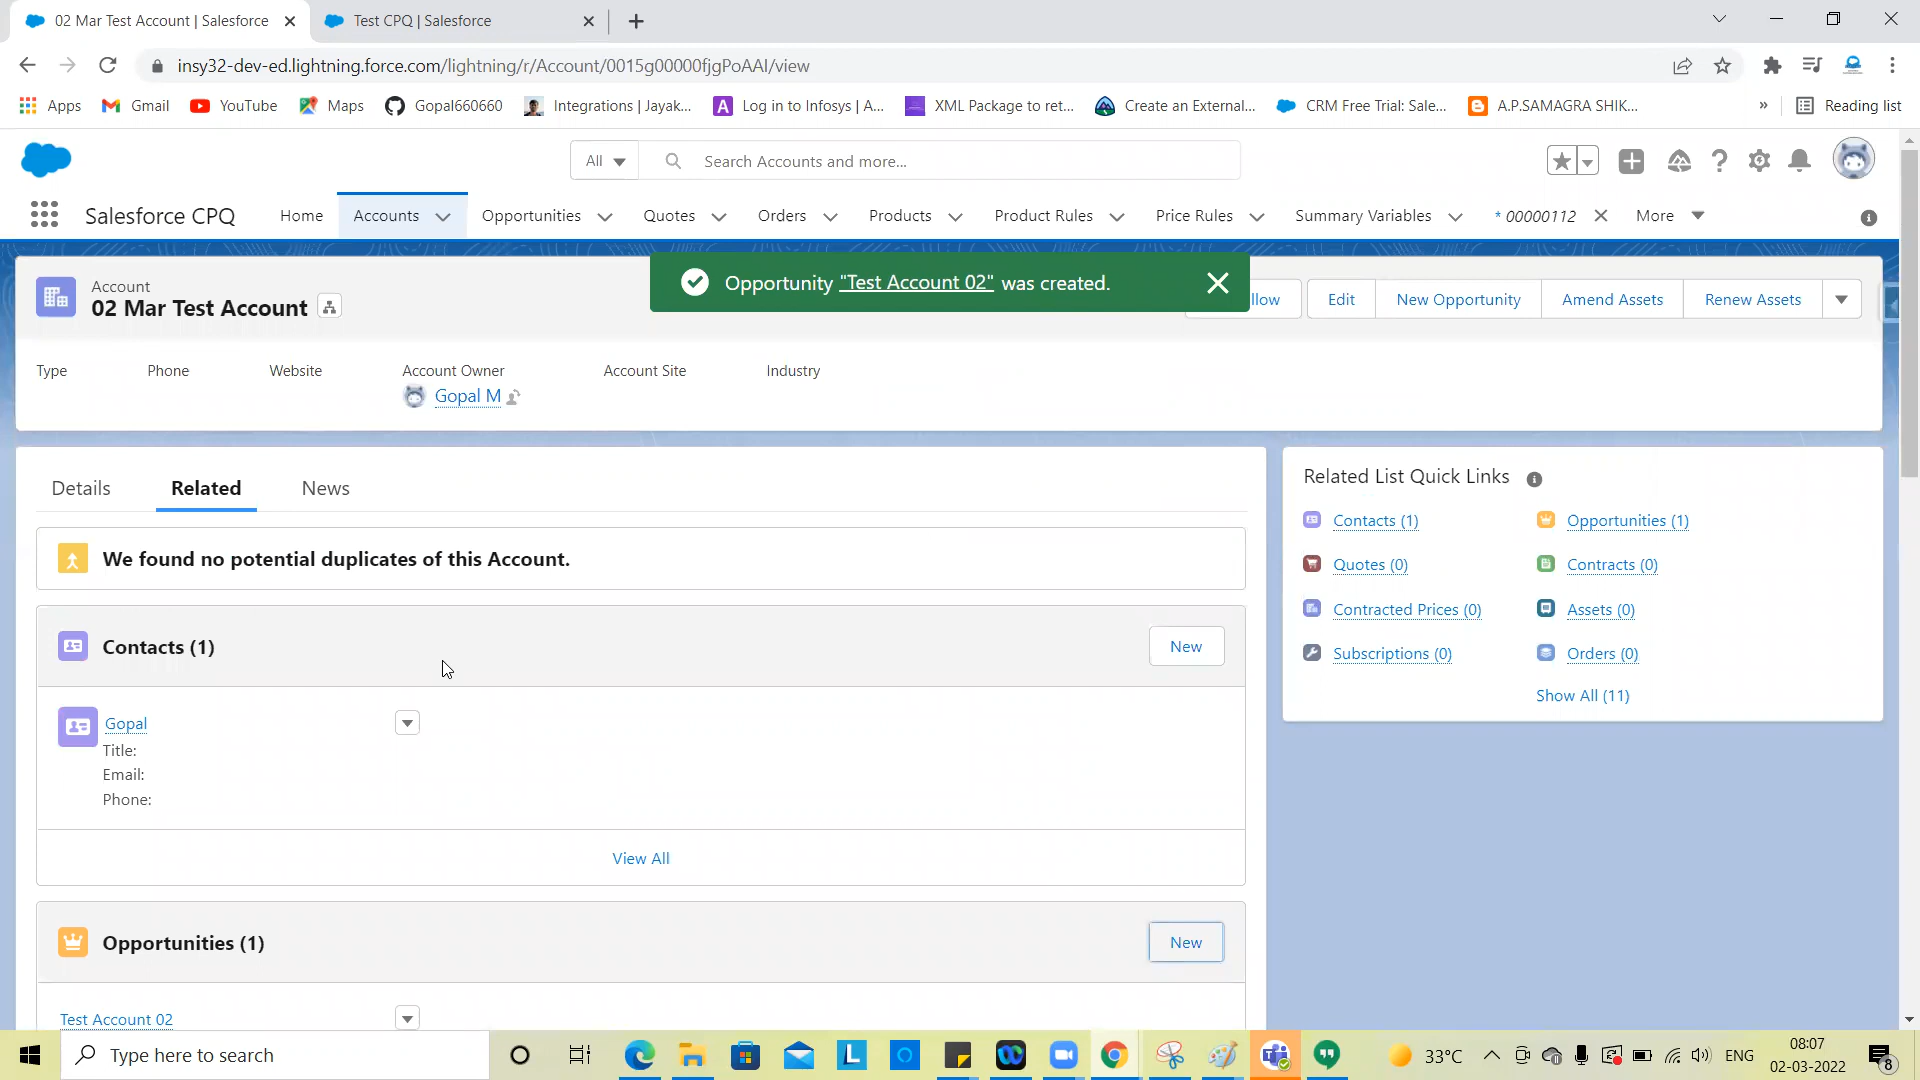 02 Mar Test Account | Salesforce
Test CPQ | Salesforce
insy32-dev-ed.lightning.force.com/lightning/r/Account/0015g00000fjgPoAAI/view
Apps
Gmail
YouTube
Maps
Gopal660660
Integrations | Jayak...
Log in to Infosys | A...
XML Package to ret...
Create an External...
CRM Free Trial: Sale...
A.P.SAMAGRA SHIK...
»
Reading list
All
Search Accounts and more...
Salesforce CPQ
Home
Accounts
Opportunities
Quotes
Orders
Products
Product Rules
Price Rules
Summary Variables
* 00000112
More
Opportunity "Test Account 02" was created.
Account
02 Mar Test Account
llow
Edit
New Opportunity
Amend Assets
Renew Assets
Type
Phone
Website
Account Owner
Account Site
Industry
Gopal M
Details
Related
News
We found no potential duplicates of this Account.
Contacts (1)
New
Gopal
Title:
Email:
Phone:
View All
Opportunities (1)
New
Test Account 02
Related List Quick Links
Contacts (1)
Opportunities (1)
Quotes (0)
Contracts (0)
Contracted Prices (0)
Assets (0)
Subscriptions (0)
Orders (0)
Show All (11)
Type here to search
33°C
ENG
08:07
02-03-2022
8